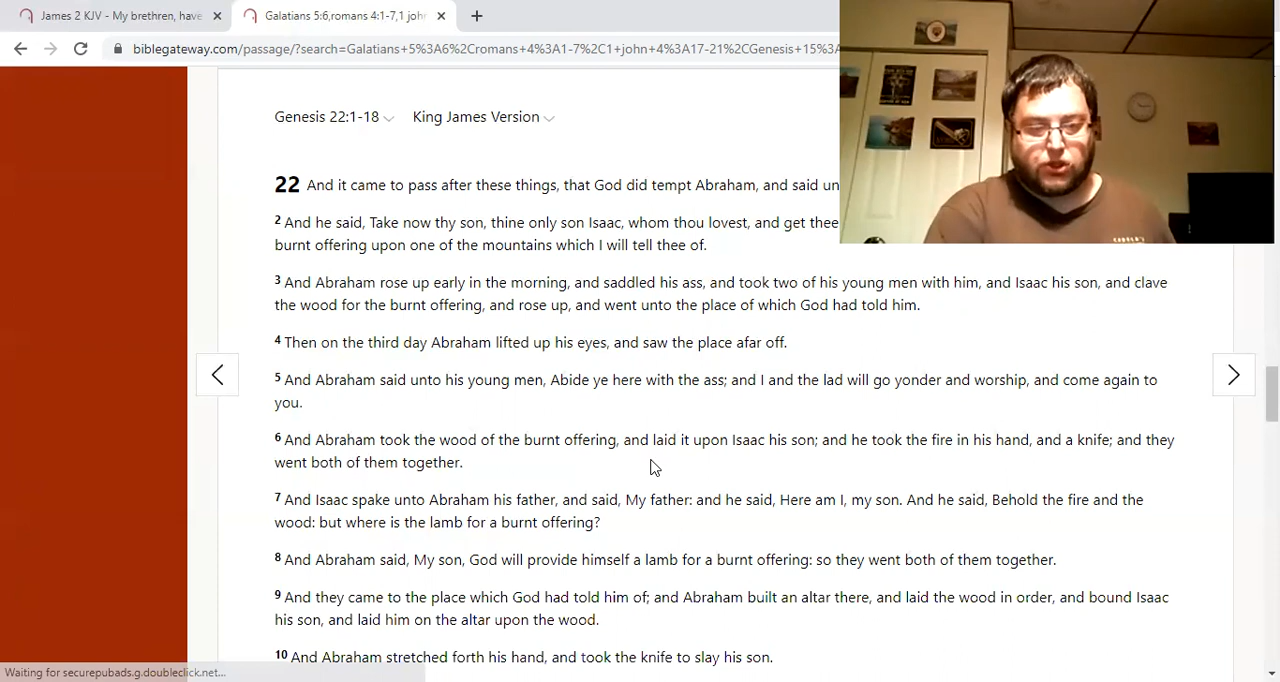 James 2 KJV - My brethren, have
Galatians 5:6,romans 4:1-7,1 joh
biblegateway.com/passage/?search=Galatians+5%3A6%2Cromans+4%3A1-7%2C1+john+4%3A17-21%2CGenesis+15%3A
Genesis 22:1-18 King James Version
22 And it came to pass after these things, that God did tempt Abraham, and said un
2 And he said, Take now thy son, thine only son Isaac, whom thou lovest, and get thee
burnt offering upon one of the mountains which I will tell thee of.
3 And Abraham rose up early in the morning, and saddled his ass, and took two of his young men with him, and Isaac his son, and clave
the wood for the burnt offering, and rose up, and went unto the place of which God had told him.
4 Then on the third day Abraham lifted up his eyes, and saw the place afar off.
5 And Abraham said unto his young men, Abide ye here with the ass; and I and the lad will go yonder and worship, and come again to
you.
6 And Abraham took the wood of the burnt offering, and laid it upon Isaac his son; and he took the fire in his hand, and a knife; and they
went both of them together.
7 And Isaac spake unto Abraham his father, and said, My father: and he said, Here am I, my son. And he said, Behold the fire and the
wood: but where is the lamb for a burnt offering?
8 And Abraham said, My son, God will provide himself a lamb for a burnt offering: so they went both of them together.
9 And they came to the place which God had told him of; and Abraham built an altar there, and laid the wood in order, and bound Isaac
his son, and laid him on the altar upon the wood.
10 And Abraham stretched forth his hand, and took the knife to slay his son.
Waiting for securepubads.g.doubleclick.net...